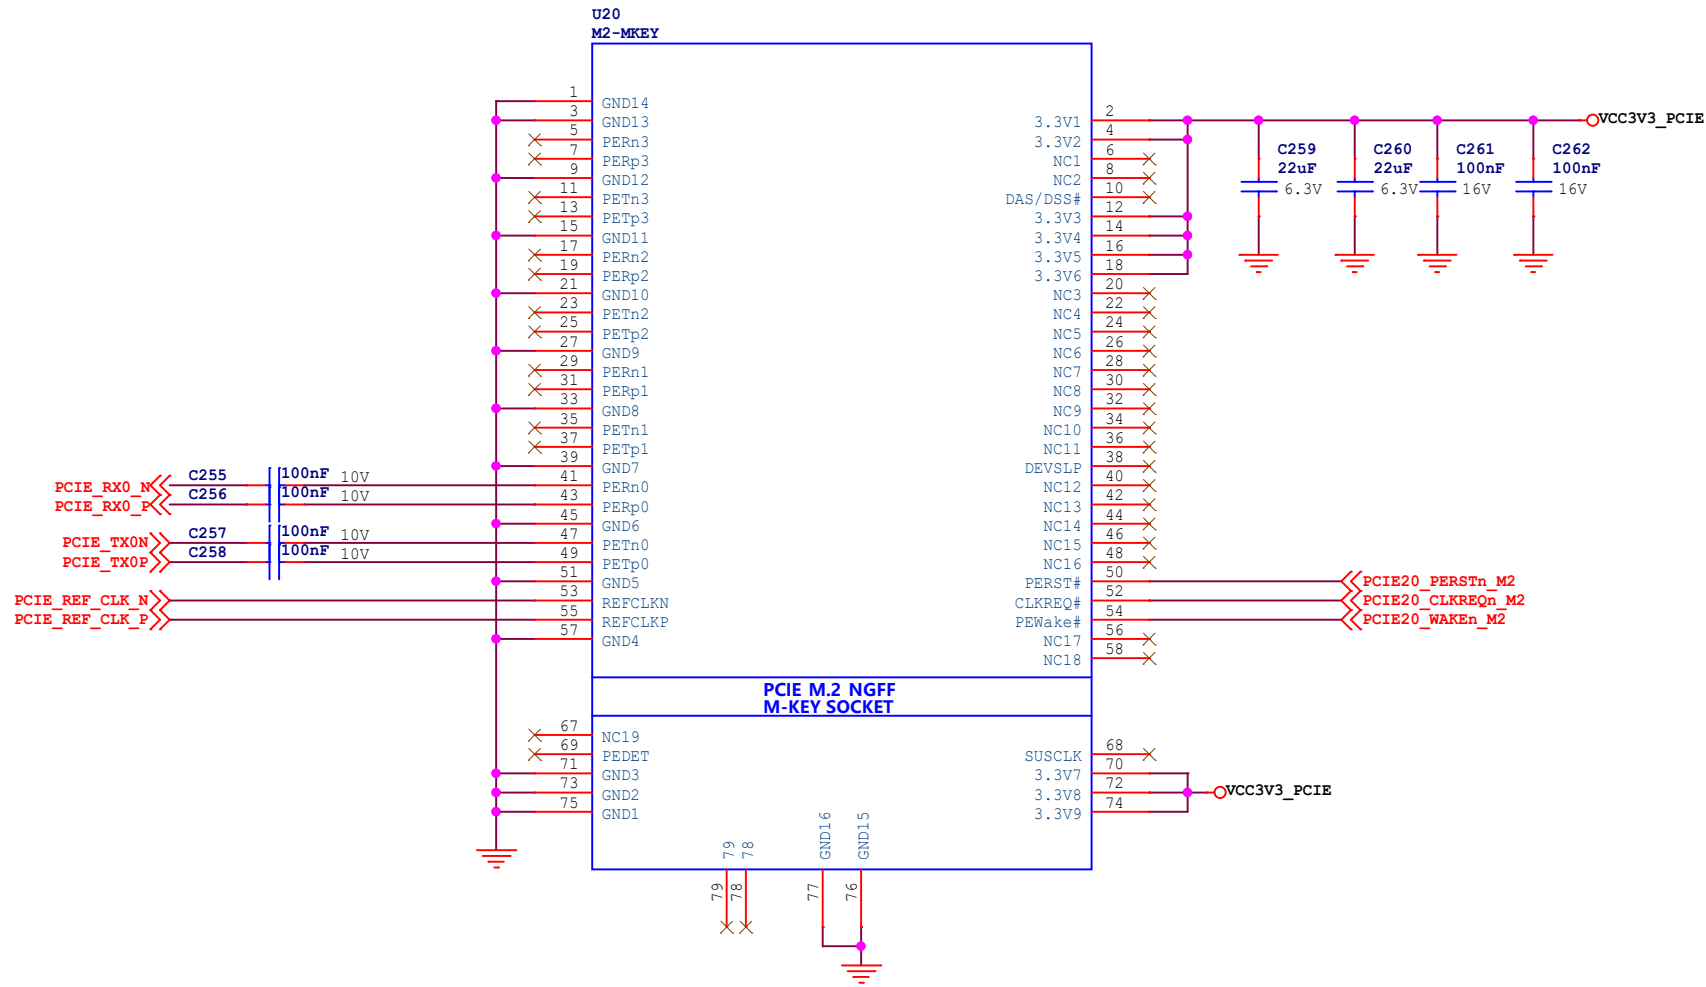 U20
M2-MKEY
1 GND14
3 GND13
5 PERn3
7 PERp3
9 GND12
11 PETn3
13 PETp3
15 GND11
17 PERn2
19 PERp2
21 GND10
23 PETn2
25 PETp2
27 GND9
29 PERn1
31 PERp1
33 GND8
35 PETn1
37 PETp1
39 GND7
PCIE_RX0_N C255 100nF 10V 41 PERn0
PCIE_RX0_P C256 100nF 10V 43 PERp0
45 GND6
PCIE_TX0N C257 100nF 10V 47 PETn0
PCIE_TX0P C258 100nF 10V 49 PETp0
51 GND5
PCIE_REF_CLK_N 53 REFCLKN
PCIE_REF_CLK_P 55 REFCLKP
57 GND4
3.3V1 2 VCC3V3_PCIE
3.3V2 4
NC1 6
NC2 8
DAS/DSS# 10
3.3V3 12
3.3V4 14
3.3V5 16
3.3V6 18
NC3 20
NC4 22
NC5 24
NC6 26
NC7 28
NC8 30
NC9 32
NC10 34
NC11 36
DEVSLP 38
NC12 40
NC13 42
NC14 44
NC15 46
NC16 48
PERST# 50 PCIE20_PERSTn_M2
CLKREQ# 52 PCIE20_CLKREQn_M2
PEWake# 54 PCIE20_WAKEn_M2
NC17 56
NC18 58
C259 C260 C261 C262
22uF 22uF 100nF 100nF
6.3V 6.3V 16V 16V
PCIE M.2 NGFF
M-KEY SOCKET
67 NC19
69 PEDET
71 GND3
73 GND2
75 GND1
SUSCLK 68
3.3V7 70
3.3V8 72 VCC3V3_PCIE
3.3V9 74
79 78 GND16 GND15
79 78 77 76